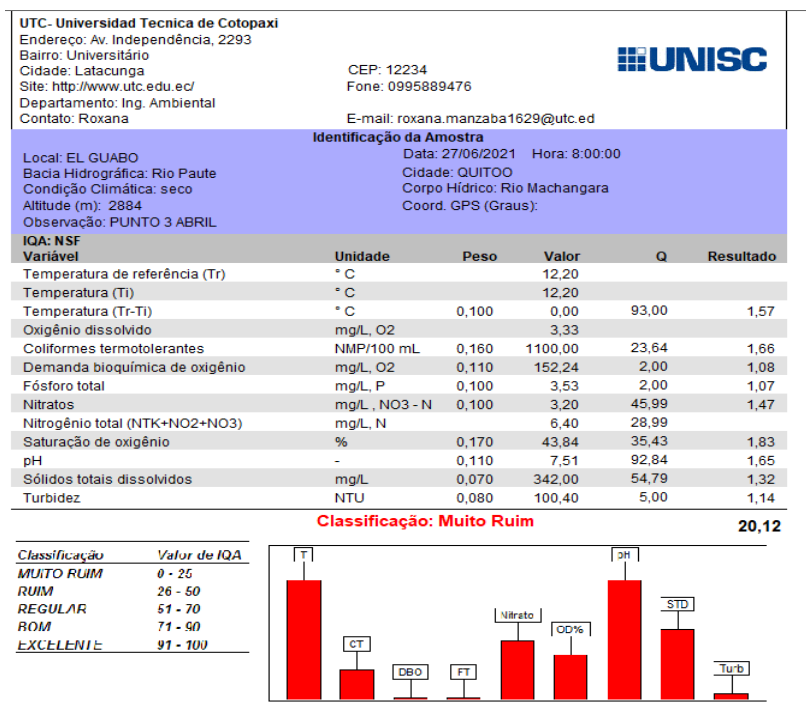 UTC- Universidad Tecnica de Cotopaxi
Endereço: Av. Independência, 2293
Bairro: Universitário
Cidade: Latacunga CEP: 12234
Site: http://www.utc.edu.ec/ Fone: 0995889476
Departamento: Ing. Ambiental
Contato: Roxana E-mail: roxana.manzaba1629@utc.ed
UNISC
Identificação da Amostra
Local: EL GUABO Data: 27/06/2021 Hora: 8:00:00
Bacia Hidrográfica: Rio Paute Cidade: QUITOO
Condição Climática: seco Corpo Hídrico: Rio Machangara
Altitude (m): 2884 Coord. GPS (Graus):
Observação: PUNTO 3 ABRIL
IQA: NSF
Variável Unidade Peso Valor Q Resultado
Temperatura de referência (Tr) ° C 12,20
Temperatura (Ti) ° C 12,20
Temperatura (Tr-Ti) ° C 0,100 0,00 93,00 1,57
Oxigênio dissolvido mg/L, O2 3,33
Coliformes termotolerantes NMP/100 mL 0,160 1100,00 23,64 1,66
Demanda bioquímica de oxigênio mg/L, O2 0,110 152,24 2,00 1,08
Fósforo total mg/L, P 0,100 3,53 2,00 1,07
Nitratos mg/L , NO3 - N 0,100 3,20 45,99 1,47
Nitrogênio total (NTK+NO2+NO3) mg/L, N 6,40 28,99
Saturação de oxigênio % 0,170 43,84 35,43 1,83
pH - 0,110 7,51 92,84 1,65
Sólidos totais dissolvidos mg/L 0,070 342,00 54,79 1,32
Turbidez NTU 0,080 100,40 5,00 1,14
Classificação: Muito Ruim 20,12
Classificação Valor de IQA
MUITO RUIM 0 - 25
RUIM 26 - 50
REGULAR 51 - 70
BOM 71 - 90
EXCELENTE 91 - 100
T
CT
DBO
FT
Nitrato
OD%
pH
STD
Turb